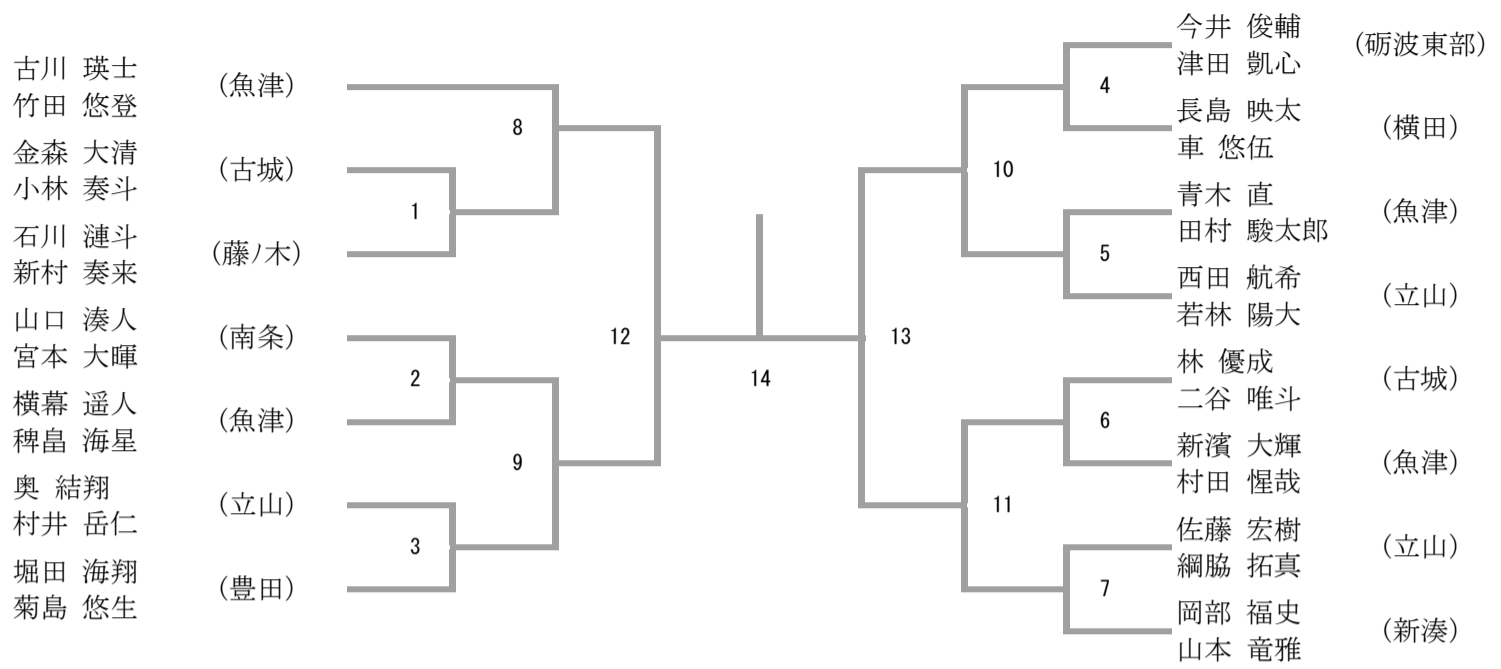 古川 瑛士
竹田 悠登
(魚津)
金森 大清
小林 奏斗
(古城)
石川 漣斗
新村 奏来
(藤ノ木)
山口 湊人
宮本 大暉
(南条)
横幕 遥人
稗畠 海星
(魚津)
奥 結翔
村井 岳仁
(立山)
堀田 海翔
菊島 悠生
(豊田)
8
1
2
9
3
12
14
13
10
4
5
11
6
7
今井 俊輔
津田 凱心
(砺波東部)
長島 映太
車 悠伍
(横田)
青木 直
田村 駿太郎
(魚津)
西田 航希
若林 陽大
(立山)
林 優成
二谷 唯斗
(古城)
新濱 大輝
村田 惺哉
(魚津)
佐藤 宏樹
綱脇 拓真
(立山)
岡部 福史
山本 竜雅
(新湊)